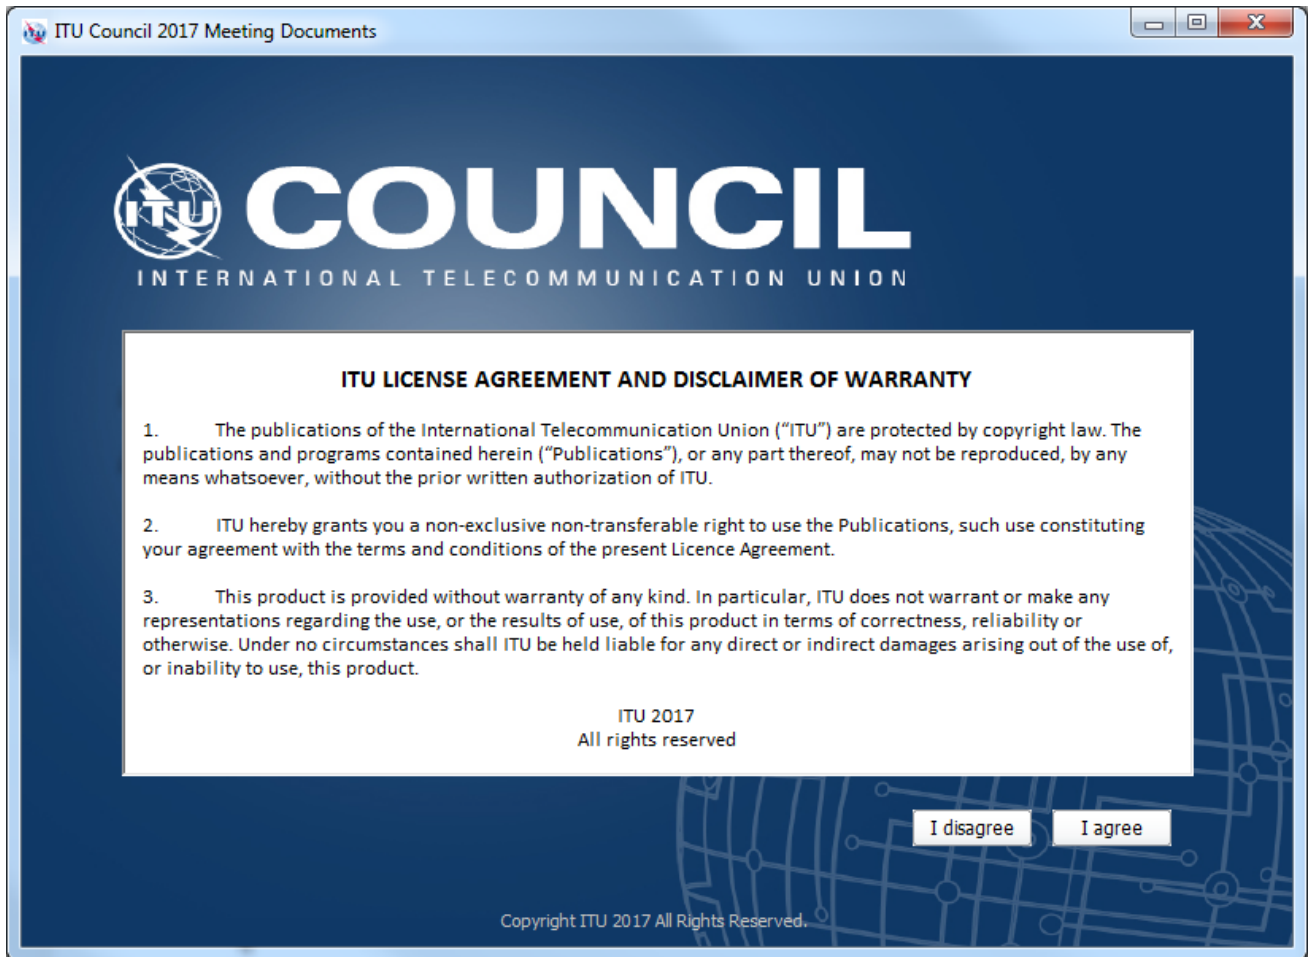 ITU Council 2017 Meeting Documents
ITU COUNCIL
INTERNATIONAL TELECOMMUNICATION UNION
ITU LICENSE AGREEMENT AND DISCLAIMER OF WARRANTY
1. The publications of the International Telecommunication Union (“ITU”) are protected by copyright law. The
publications and programs contained herein (“Publications”), or any part thereof, may not be reproduced, by any
means whatsoever, without the prior written authorization of ITU.
2. ITU hereby grants you a non-exclusive non-transferable right to use the Publications, such use constituting
your agreement with the terms and conditions of the present Licence Agreement.
3. This product is provided without warranty of any kind. In particular, ITU does not warrant or make any
representations regarding the use, or the results of use, of this product in terms of correctness, reliability or
otherwise. Under no circumstances shall ITU be held liable for any direct or indirect damages arising out of the use of,
or inability to use, this product.
ITU 2017
All rights reserved
I disagree I agree
Copyright ITU 2017 All Rights Reserved.